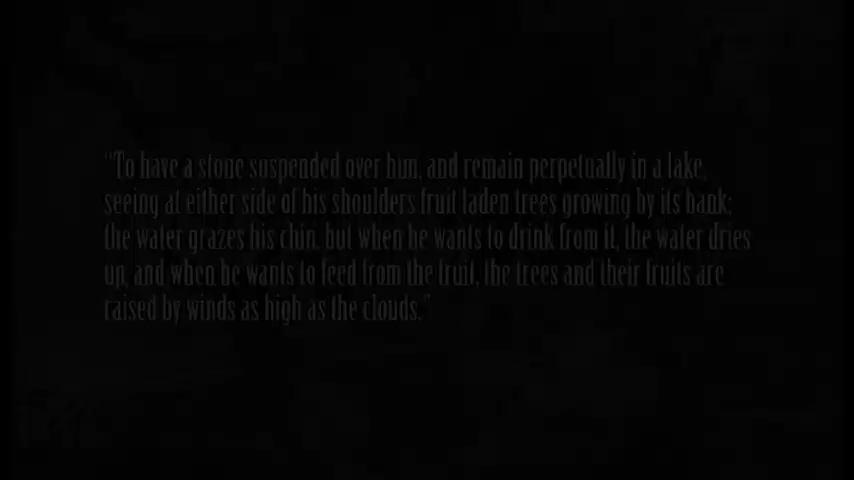 "To have a stone suspended over him, and remain perpetually in a lake,
seeing at either side of his shoulders fruit laden trees growing by its bank;
the water grazes his chin, but when he wants to drink from it, the water dries
up, and when he wants to feed from the fruit, the trees and their fruits are
raised by winds as high as the clouds."